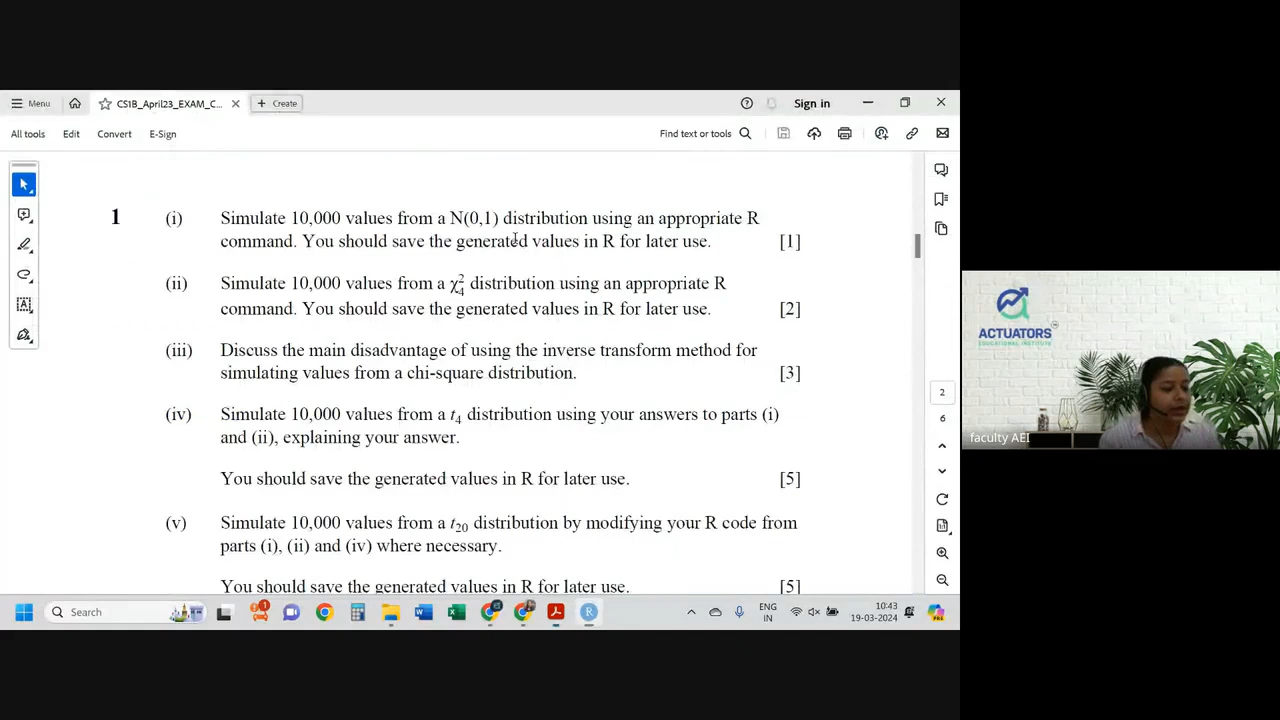 Menu
CS1B_April23_EXAM_C...
Create
Sign in
All tools
Edit
Convert
E-Sign
Find text or tools
1
(i) Simulate 10,000 values from a N(0,1) distribution using an appropriate R
command. You should save the generated values in R for later use. [1]
(ii) Simulate 10,000 values from a χ²₄ distribution using an appropriate R
command. You should save the generated values in R for later use. [2]
(iii) Discuss the main disadvantage of using the inverse transform method for
simulating values from a chi-square distribution. [3]
(iv) Simulate 10,000 values from a t₄ distribution using your answers to parts (i)
and (ii), explaining your answer.
You should save the generated values in R for later use. [5]
(v) Simulate 10,000 values from a t₂₀ distribution by modifying your R code from
parts (i), (ii) and (iv) where necessary.
You should save the generated values in R for later use. [5]
2
6
ACTUATORS
EDUCATIONAL INSTITUTE
faculty AEI
Search
ENG
IN
10:43
19-03-2024